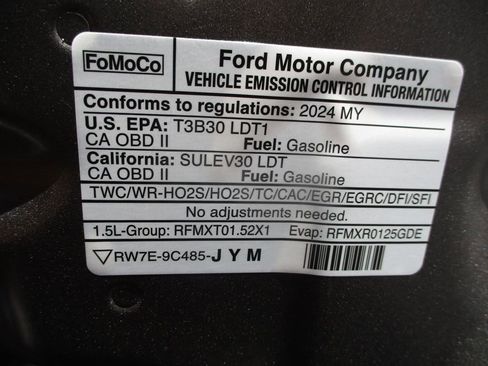 FoMoCo
Ford Motor Company
VEHICLE EMISSION CONTROL INFORMATION
Conforms to regulations: 2024 MY
U.S. EPA: T3B30 LDT1
CA OBD II Fuel: Gasoline
California: SULEV30 LDT
CA OBD II Fuel: Gasoline
TWC/WR-HO2S/HO2S/TC/CAC/EGR/EGRC/DFI/SFI
No adjustments needed.
1.5L-Group: RFMXT01.52X1 Evap: RFMXR0125GDE
RW7E-9C485-JYM